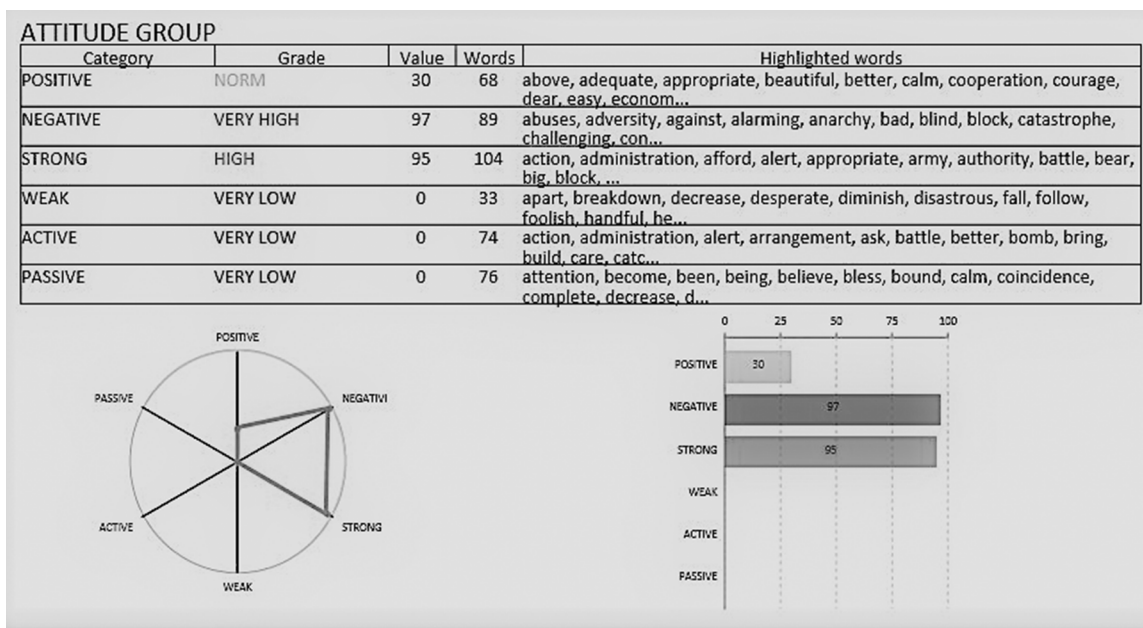 ATTITUDE GROUP
Category Grade Value Words Highlighted words
POSITIVE NORM 30 68 above, adequate, appropriate, beautiful, better, calm, cooperation, courage,
dear, easy, econom...
NEGATIVE VERY HIGH 97 89 abuses, adversity, against, alarming, anarchy, bad, blind, block, catastrophe,
challenging, con...
STRONG HIGH 95 104 action, administration, afford, alert, appropriate, army, authority, battle, bear,
big, block, ...
WEAK VERY LOW 0 33 apart, breakdown, decrease, desperate, diminish, disastrous, fall, follow,
foolish, handful, he...
ACTIVE VERY LOW 0 74 action, administration, alert, arrangement, ask, battle, better, bomb, bring,
build, care, catc...
PASSIVE VERY LOW 0 76 attention, become, been, being, believe, bless, bound, calm, coincidence,
complete, decrease, d...
POSITIVE
NEGATIVI
STRONG
WEAK
ACTIVE
PASSIVE
0 25 50 75 100
POSITIVE 30
NEGATIVE 97
STRONG 95
WEAK
ACTIVE
PASSIVE